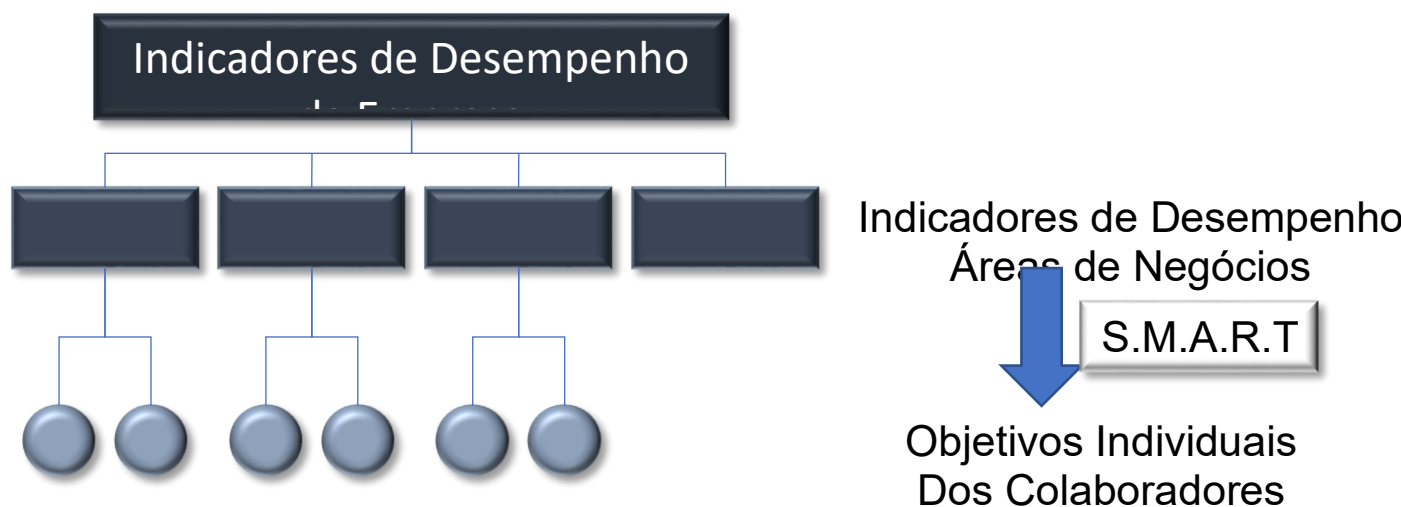 Indicadores de Desempenho
Indicadores de Desempenho
Áreas de Negócios
S.M.A.R.T
Objetivos Individuais
Dos Colaboradores